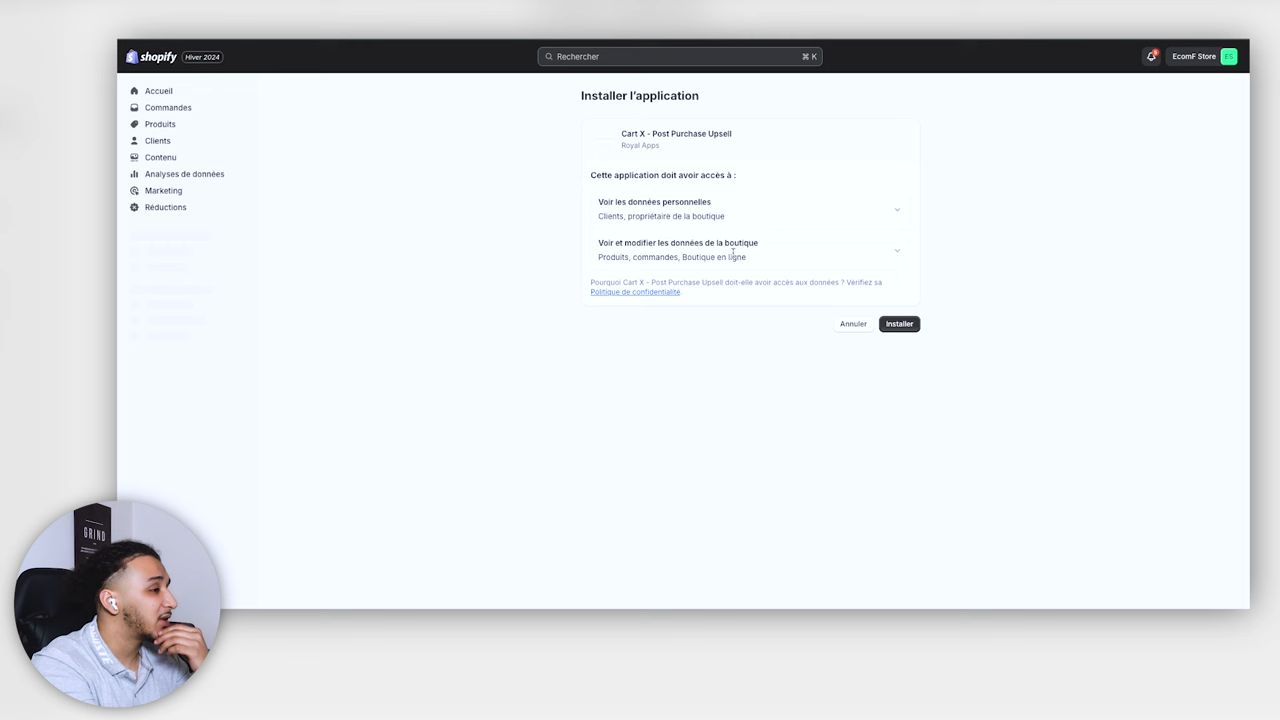 shopify Hiver 2024
Rechercher
⌘ K
EcomF Store
ES
Accueil
Commandes
Produits
Clients
Contenu
Analyses de données
Marketing
Réductions
Installer l'application
Cart X - Post Purchase Upsell
Royal Apps
Cette application doit avoir accès à :
Voir les données personnelles
Clients, propriétaire de la boutique
Voir et modifier les données de la boutique
Produits, commandes, Boutique en ligne
Pourquoi Cart X - Post Purchase Upsell doit-elle avoir accès aux données ? Vérifiez sa
Politique de confidentialité.
Annuler
Installer
GRIND